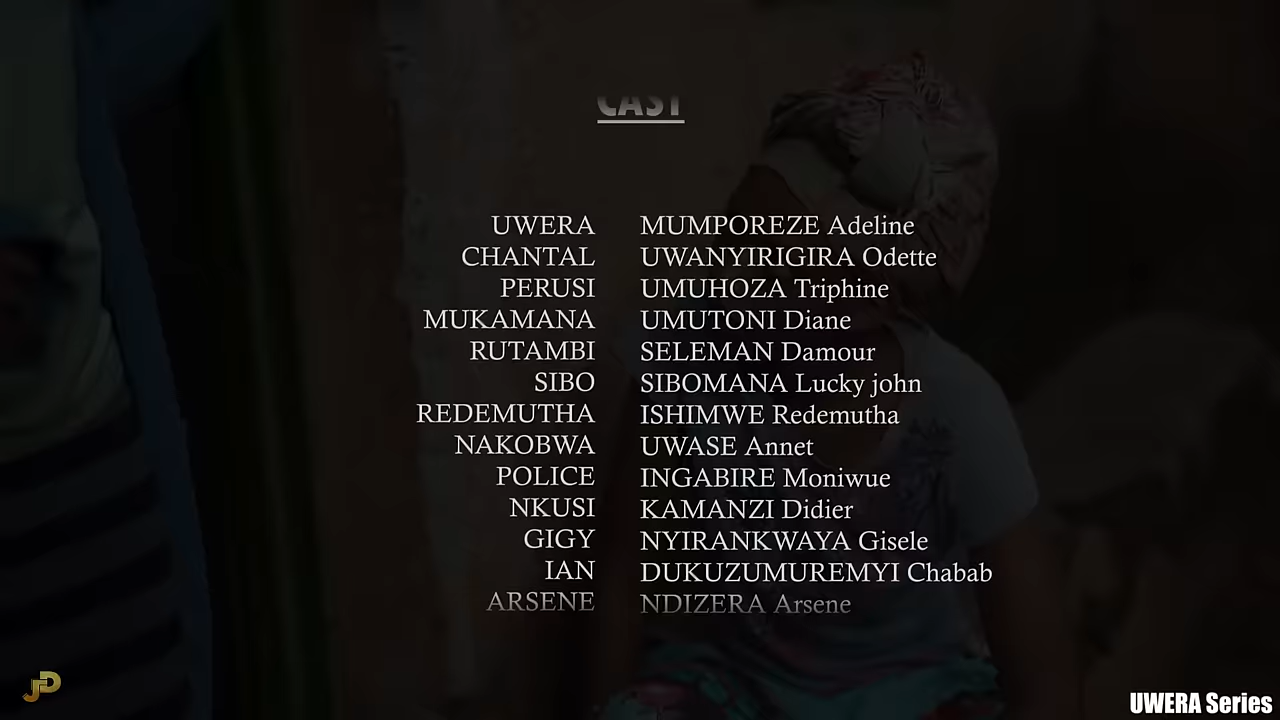 CAST
UWERA MUMPOREZE Adeline
CHANTAL UWANYIRIGIRA Odette
PERUSI UMUHOZA Triphine
MUKAMANA UMUTONI Diane
RUTAMBI SELEMAN Damour
SIBO SIBOMANA Lucky john
REDEMUTHA ISHIMWE Redemutha
NAKOBWA UWASE Annet
POLICE INGABIRE Moniwue
NKUSI KAMANZI Didier
GIGY NYIRANKWAYA Gisele
IAN DUKUZUMUREMYI Chabab
ARSENE NDIZERA Arsene
JD
UWERA Series